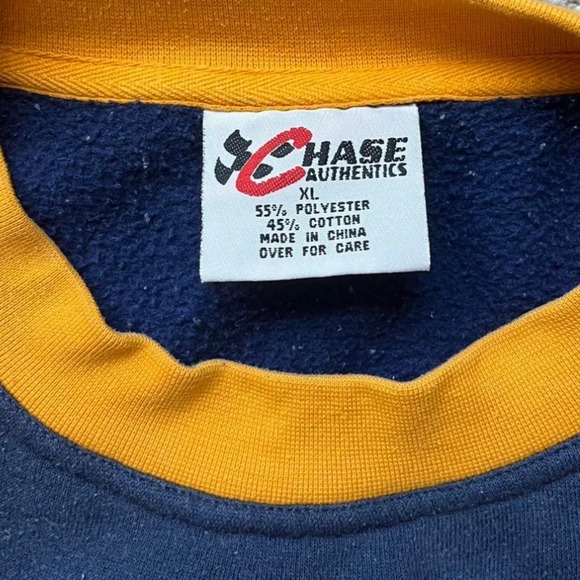 CHASE
AUTHENTICS
XL
55% POLYESTER
45% COTTON
MADE IN CHINA
OVER FOR CARE